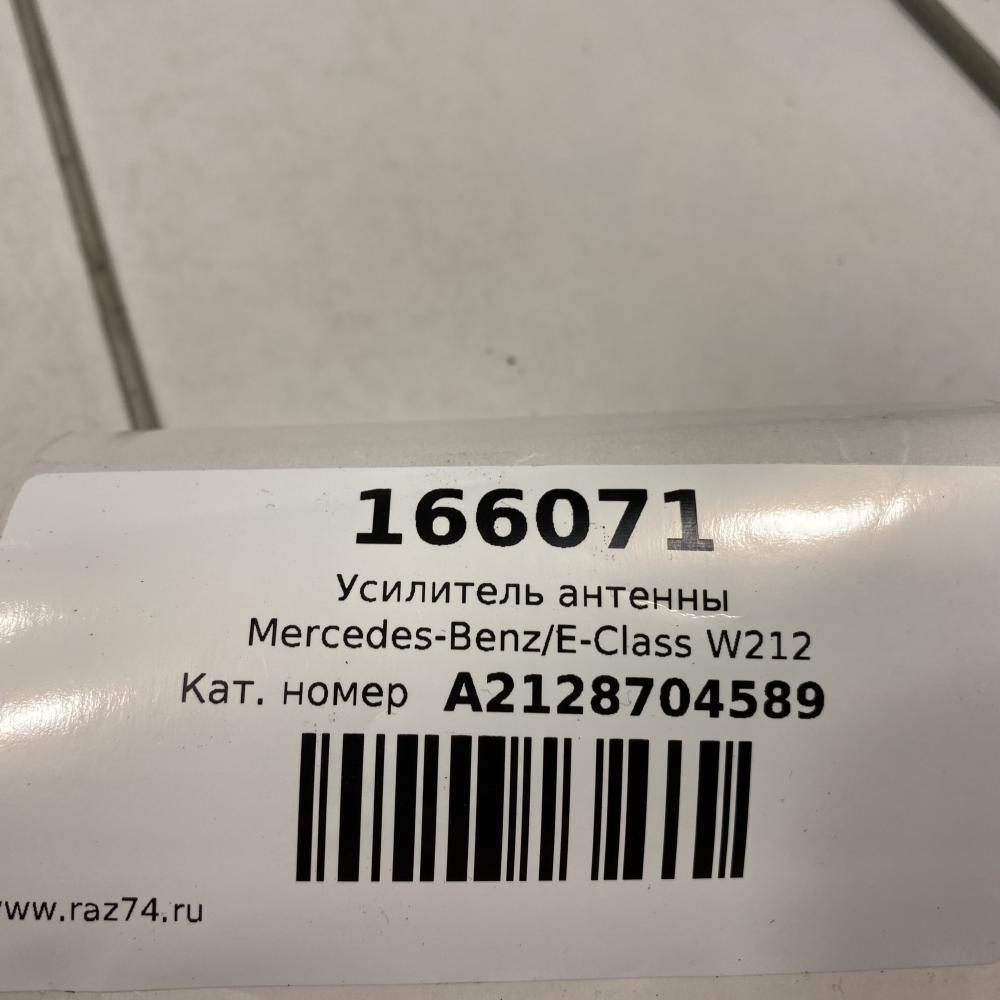 166071
Усилитель антенны
Mercedes-Benz/E-Class W212
Кат. номер A2128704589
www.raz74.ru